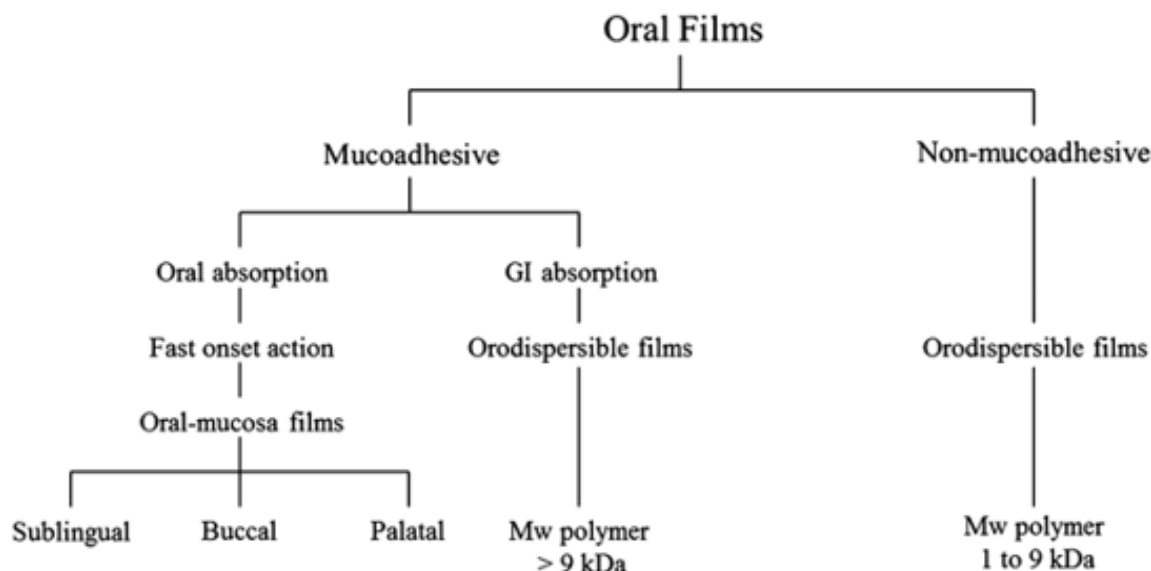 Oral Films
Mucoadhesive
Non-mucoadhesive
Oral absorption
GI absorption
Fast onset action
Orodispersible films
Orodispersible films
Oral-mucosa films
Sublingual
Buccal
Palatal
Mw polymer
> 9 kDa
Mw polymer
1 to 9 kDa